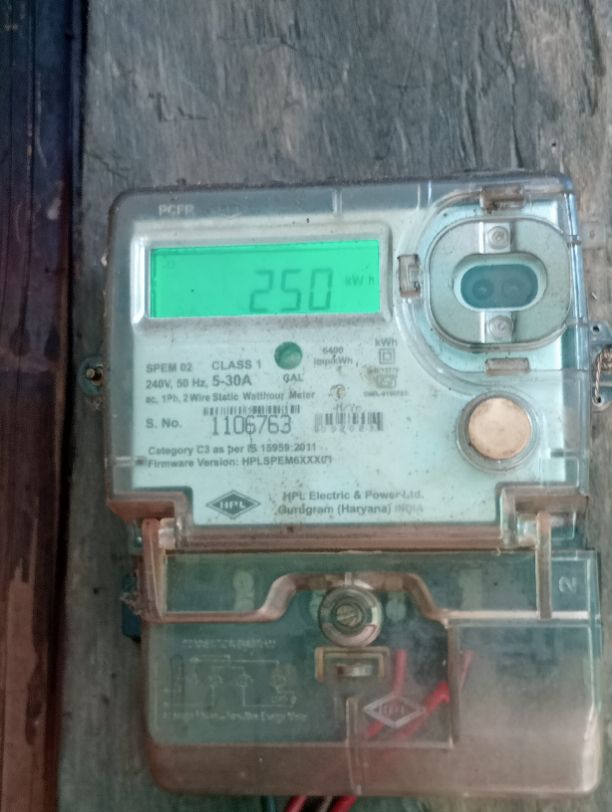 250 kWh
6400
imp/kWh
kWh
SPEM 02 CLASS 1
240V, 50 Hz, 5-30A
GAL
ac, 1Ph, 2 Wire Static Watthour Meter
S. No. 1106763
Category C3 as per IS 15959:2011
Firmware Version: HPLSPEM6XXX01
HPL
HPL Electric & Power Ltd.
Gurugram (Haryana) INDIA
2
HPL